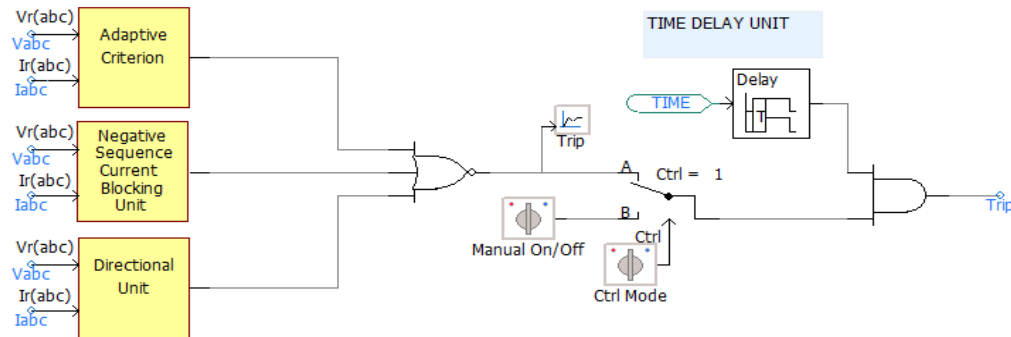 Vr(abc)
Vabc
Ir(abc)
Iabc
Adaptive
Criterion
Vr(abc)
Vabc
Ir(abc)
Iabc
Negative
Sequence
Current
Blocking
Unit
Vr(abc)
Vabc
Ir(abc)
Iabc
Directional
Unit
Trip
A
B
Ctrl = 1
Ctrl
Manual On/Off
Ctrl Mode
TIME DELAY UNIT
TIME
Delay
T
Trip